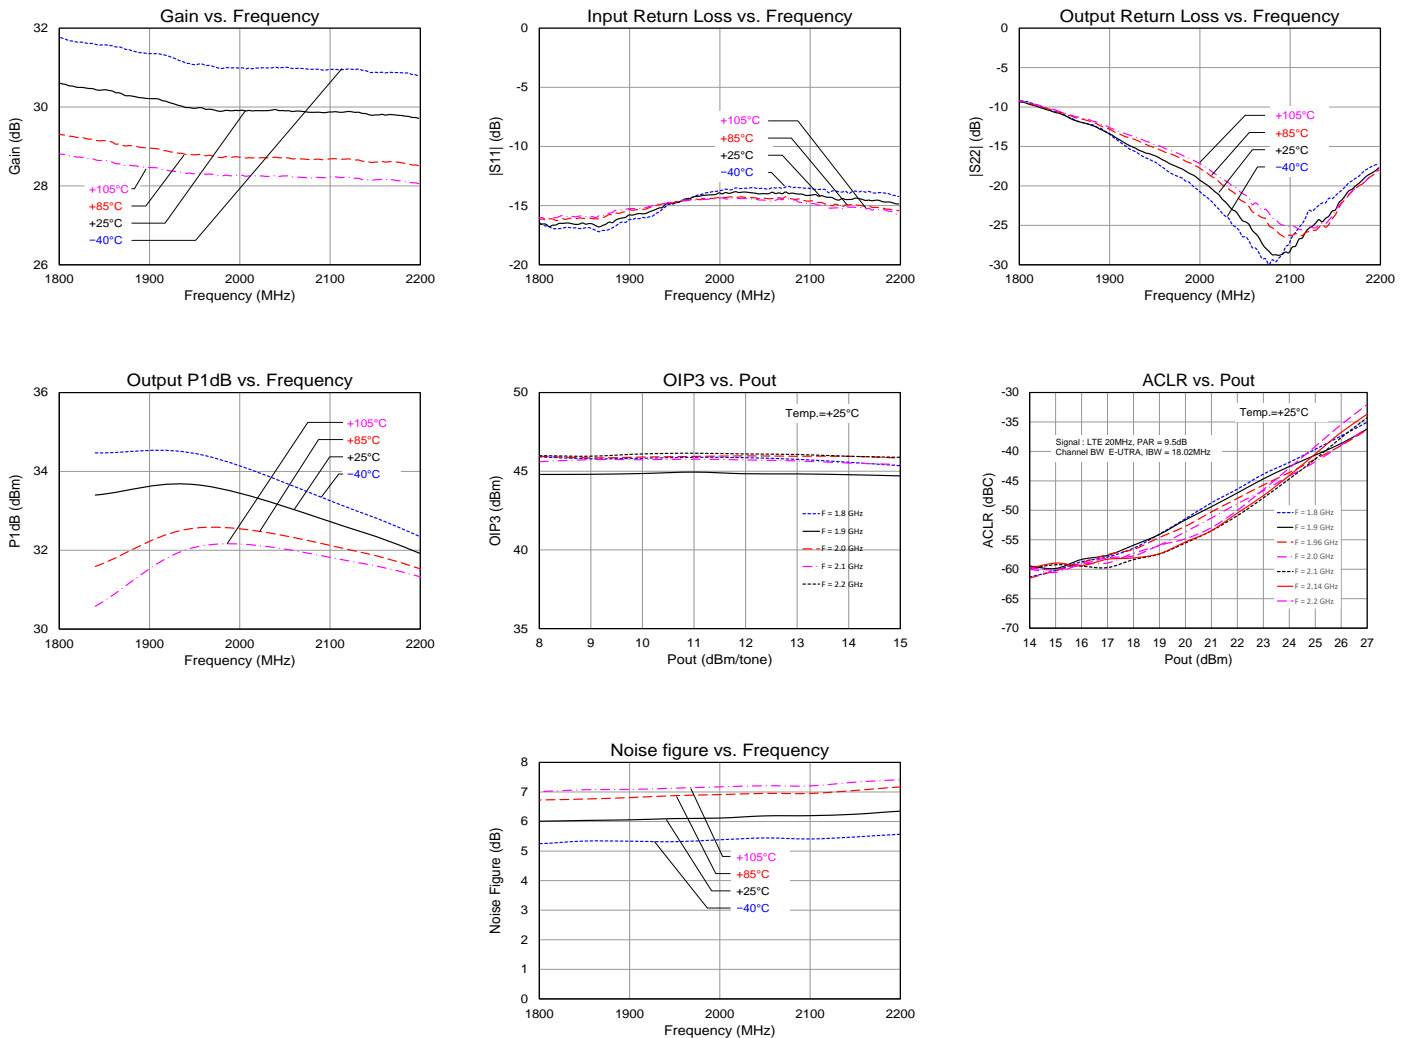 Gain vs. Frequency
32
30
28
26
Gain (dB)
+105°C
+85°C
+25°C
−40°C
1800 1900 2000 2100 2200
Frequency (MHz)
Input Return Loss vs. Frequency
0
-5
-10
-15
-20
|S11| (dB)
+105°C
+85°C
+25°C
−40°C
1800 1900 2000 2100 2200
Frequency (MHz)
Output Return Loss vs. Frequency
0
-5
-10
-15
-20
-25
-30
|S22| (dB)
+105°C
+85°C
+25°C
−40°C
1800 1900 2000 2100 2200
Frequency (MHz)
Output P1dB vs. Frequency
36
34
32
30
P1dB (dBm)
+105°C
+85°C
+25°C
−40°C
1800 1900 2000 2100 2200
Frequency (MHz)
OIP3 vs. Pout
50
45
40
35
OIP3 (dBm)
Temp.=+25°C
F = 1.8 GHz
F = 1.9 GHz
F = 2.0 GHz
F = 2.1 GHz
F = 2.2 GHz
8 9 10 11 12 13 14 15
Pout (dBm/tone)
ACLR vs. Pout
-30
-35
-40
-45
-50
-55
-60
-65
-70
ACLR (dBC)
Temp.=+25°C
Signal : LTE 20MHz, PAR = 9.5dB
Channel BW E-UTRA, IBW = 18.02MHz
F = 1.8 GHz
F = 1.9 GHz
F = 1.96 GHz
F = 2.0 GHz
F = 2.1 GHz
F = 2.14 GHz
F = 2.2 GHz
14 15 16 17 18 19 20 21 22 23 24 25 26 27
Pout (dBm)
Noise figure vs. Frequency
8
7
6
5
4
3
2
1
0
Noise Figure (dB)
+105°C
+85°C
+25°C
−40°C
1800 1900 2000 2100 2200
Frequency (MHz)